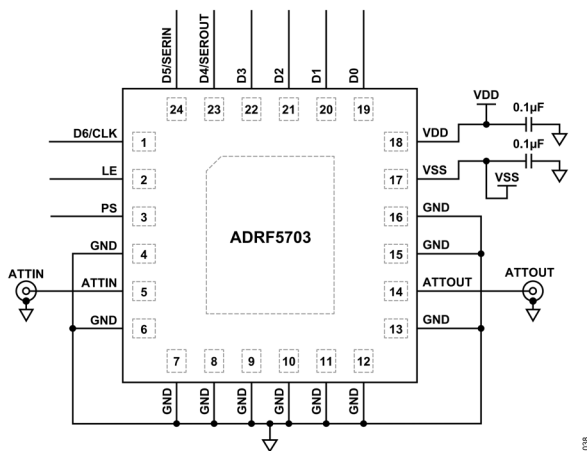 D5/SERIN
D4/SEROUT
D3
D2
D1
D0
24
23
22
21
20
19
VDD
0.1µF
D6/CLK
1
18
VDD
0.1µF
LE
2
17
VSS
VSS
PS
3
16
GND
ADRF5703
GND
4
15
GND
ATTIN
ATTIN
5
14
ATTOUT
ATTOUT
GND
6
13
GND
7
8
9
10
11
12
GND
GND
GND
GND
GND
GND
038